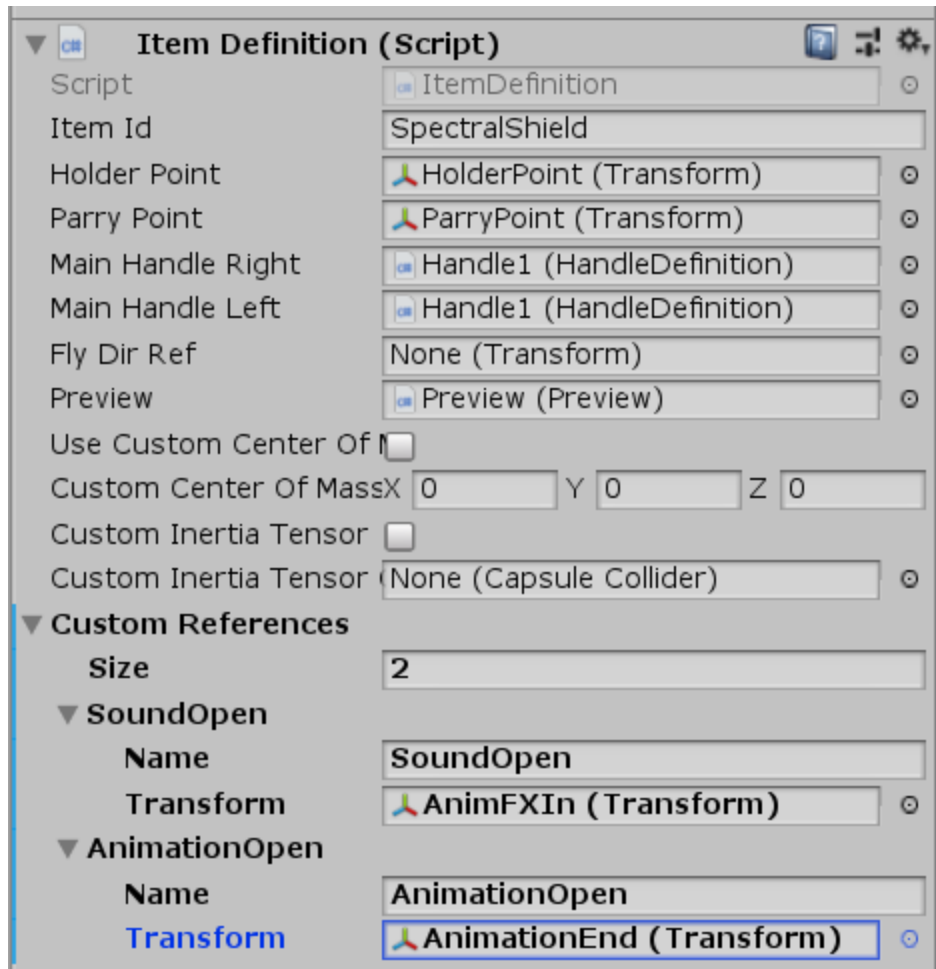 Item Definition (Script)
Script ItemDefinition
Item Id SpectralShield
Holder Point HolderPoint (Transform)
Parry Point ParryPoint (Transform)
Main Handle Right Handle1 (HandleDefinition)
Main Handle Left Handle1 (HandleDefinition)
Fly Dir Ref None (Transform)
Preview Preview (Preview)
Use Custom Center Of
Custom Center Of Mass X 0 Y 0 Z 0
Custom Inertia Tensor
Custom Inertia Tensor None (Capsule Collider)
Custom References
Size 2
SoundOpen
Name SoundOpen
Transform AnimFXIn (Transform)
AnimationOpen
Name AnimationOpen
Transform AnimationEnd (Transform)